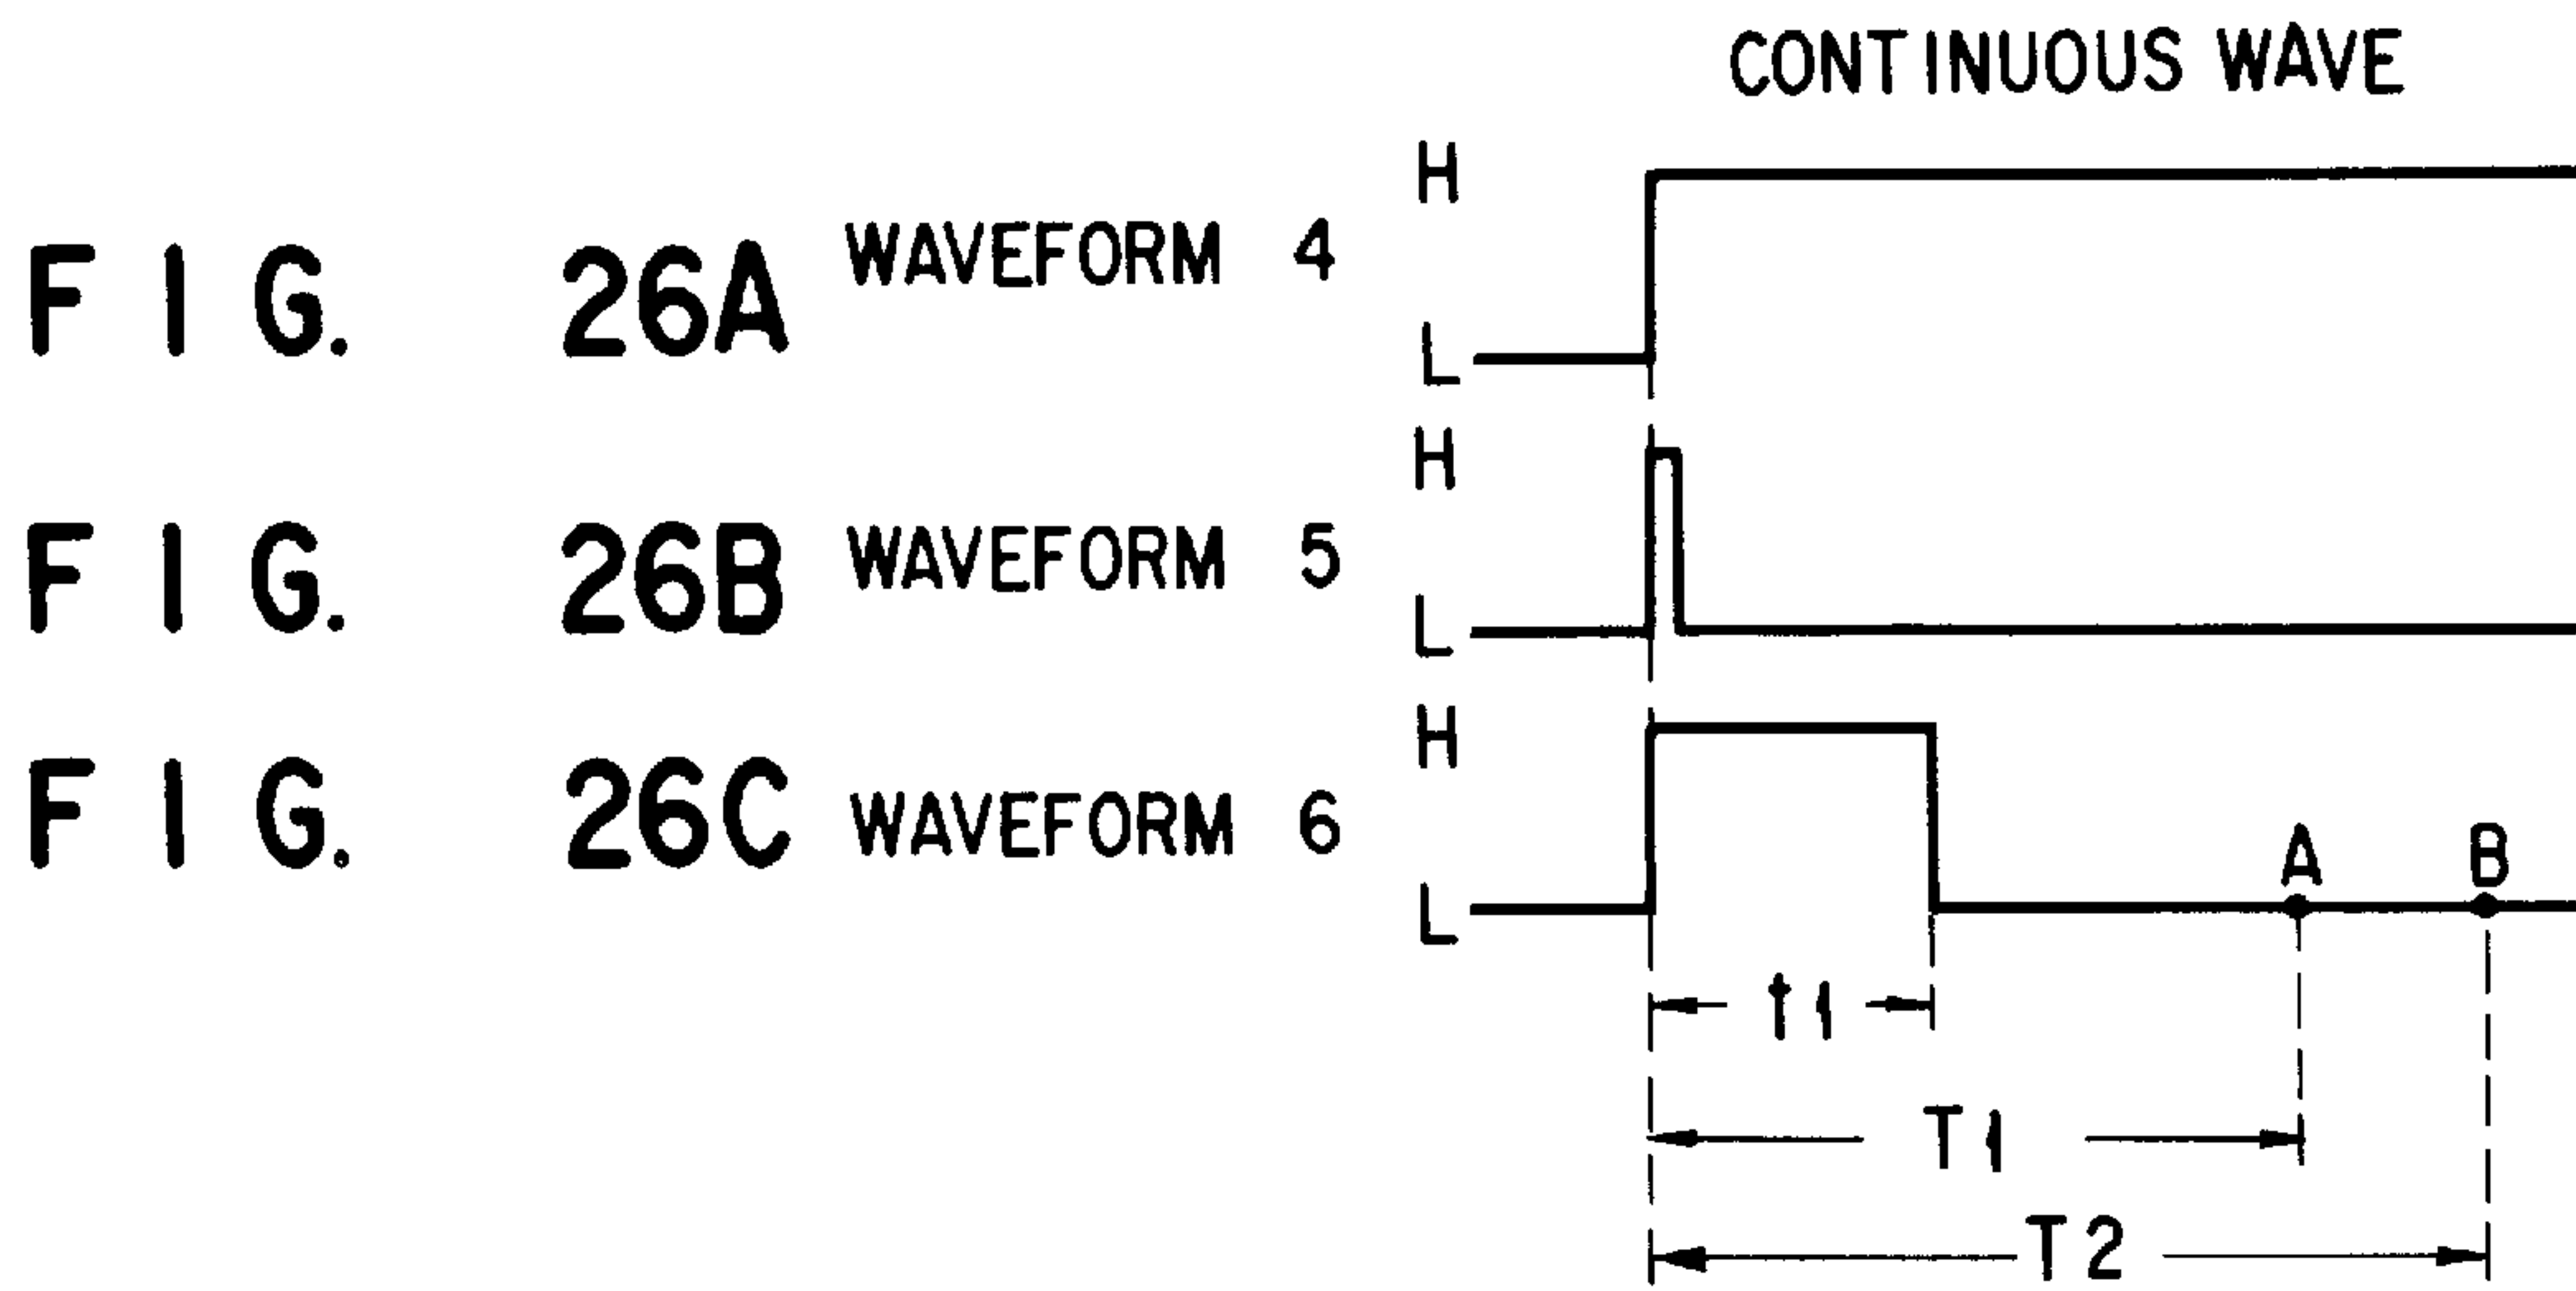 CONTINUOUS WAVE
H
FIG. 26A WAVEFORM 4
L
H
FIG. 26B WAVEFORM 5
L
H
FIG. 26C WAVEFORM 6
A B
L
t1
T1
T2